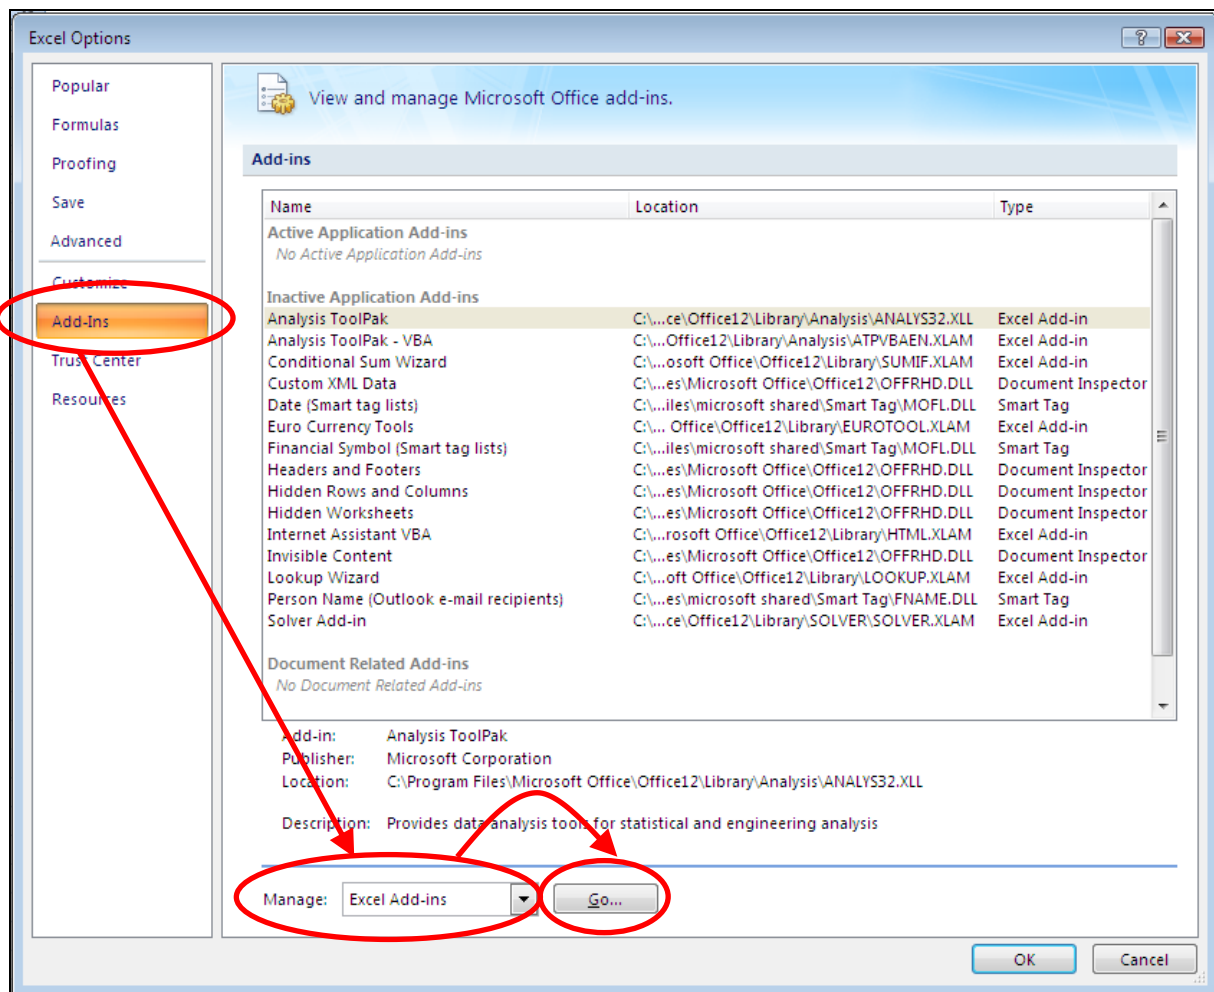 Excel Options
Popular
Formulas
Proofing
Save
Advanced
Customize
Add-Ins
Trust Center
Resources
View and manage Microsoft Office add-ins.
Add-ins
Name Location Type
Active Application Add-ins
No Active Application Add-ins
Inactive Application Add-ins
Analysis ToolPak C:\...ce\Office12\Library\Analysis\ANALYS32.XLL Excel Add-in
Analysis ToolPak - VBA C:\...Office12\Library\Analysis\ATPVBAEN.XLAM Excel Add-in
Conditional Sum Wizard C:\...osoft Office\Office12\Library\SUMIF.XLAM Excel Add-in
Custom XML Data C:\...es\Microsoft Office\Office12\OFFRHD.DLL Document Inspector
Date (Smart tag lists) C:\...iles\microsoft shared\Smart Tag\MOFL.DLL Smart Tag
Euro Currency Tools C:\... Office\Office12\Library\EUROTOOL.XLAM Excel Add-in
Financial Symbol (Smart tag lists) C:\...iles\microsoft shared\Smart Tag\MOFL.DLL Smart Tag
Headers and Footers C:\...es\Microsoft Office\Office12\OFFRHD.DLL Document Inspector
Hidden Rows and Columns C:\...es\Microsoft Office\Office12\OFFRHD.DLL Document Inspector
Hidden Worksheets C:\...es\Microsoft Office\Office12\OFFRHD.DLL Document Inspector
Internet Assistant VBA C:\...rosoft Office\Office12\Library\HTML.XLAM Excel Add-in
Invisible Content C:\...es\Microsoft Office\Office12\OFFRHD.DLL Document Inspector
Lookup Wizard C:\...oft Office\Office12\Library\LOOKUP.XLAM Excel Add-in
Person Name (Outlook e-mail recipients) C:\...es\microsoft shared\Smart Tag\FNAME.DLL Smart Tag
Solver Add-in C:\...ce\Office12\Library\SOLVER\SOLVER.XLAM Excel Add-in
Document Related Add-ins
No Document Related Add-ins
Add-in: Analysis ToolPak
Publisher: Microsoft Corporation
Location: C:\Program Files\Microsoft Office\Office12\Library\Analysis\ANALYS32.XLL
Description: Provides data analysis tools for statistical and engineering analysis
Manage: Excel Add-ins Go...
OK Cancel